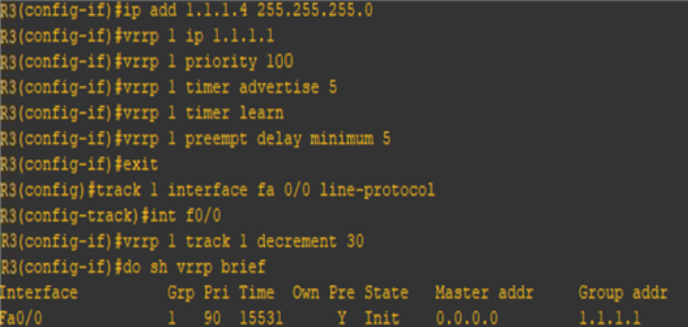 R3(config-if)#ip add 1.1.1.4 255.255.255.0
R3(config-if)#vrrp 1 ip 1.1.1.1
R3(config-if)#vrrp 1 priority 100
R3(config-if)#vrrp 1 timer advertise 5
R3(config-if)#vrrp 1 timer learn
R3(config-if)#vrrp 1 preempt delay minimum 5
R3(config-if)#exit
R3(config)#track 1 interface fa 0/0 line-protocol
R3(config-track)#int f0/0
R3(config-if)#vrrp 1 track 1 decrement 30
R3(config-if)#do sh vrrp brief
Interface Grp Pri Time Own Pre State Master addr Group addr
Fa0/0 1 90 15531 Y Init 0.0.0.0 1.1.1.1